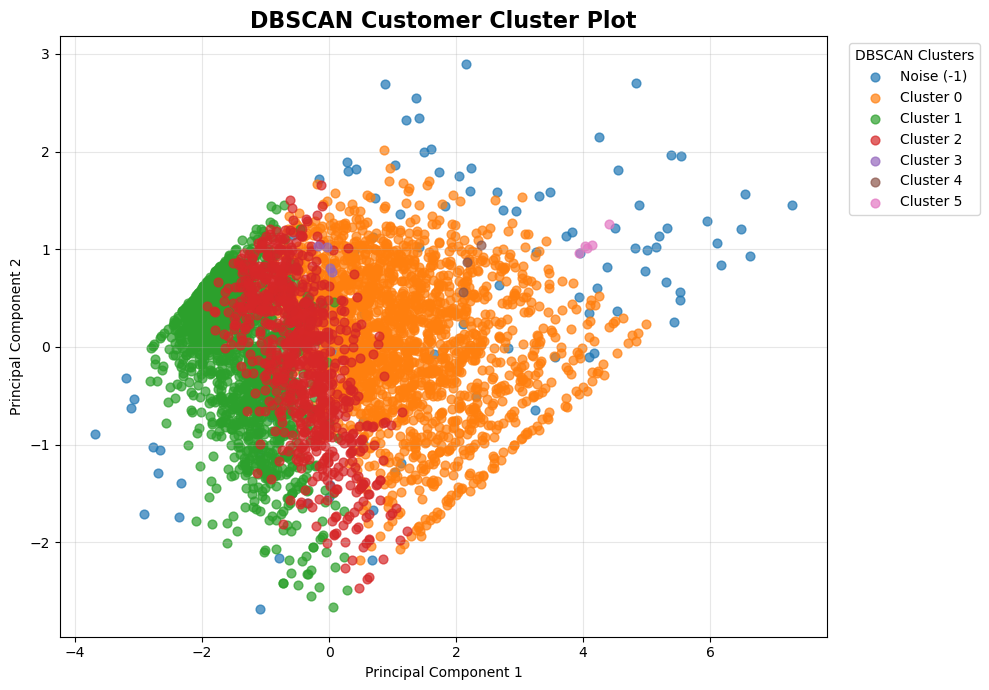 DBSCAN Customer Cluster Plot
DBSCAN Clusters
Noise (-1)
Cluster 0
Cluster 1
Cluster 2
Cluster 3
Cluster 4
Cluster 5
Principal Component 2
3
2
1
0
−1
−2
−4
−2
0
2
4
6
Principal Component 1